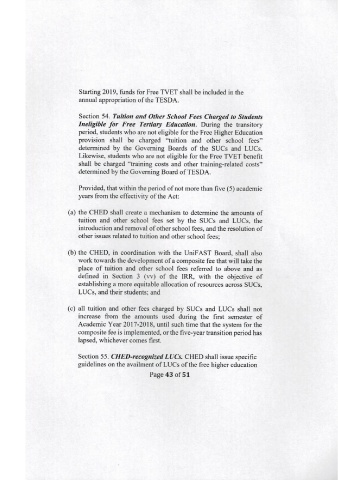 Starting 2019, funds for Free TVET shall be included in the
annual appropriation of the TESDA.
Section 54. Tuition and Other School Fees Charged to Students
Ineligible for Free Tertiary Education. During the transitory
period, students who are not eligible for the Free Higher Education
provision shall be charged "tuition and other school fees"
determined by the Governing Boards of the SUCs and LUCs.
Likewise, students who are not eligible for the Free TVET benefit
shall be charged "training costs and other training-related costs"
determined by the Governing Board of TESDA.
Provided, that within the period of not more than five (5) academic
years from the effectivity of the Act:
(a) the CHED shall create a mechanism to determine the amounts of
tuition and other school fees set by the SUCs and LUCs, the
introduction and removal of other school fees, and the resolution of
other issues related to tuition and other school fees;
(b) the CHED, in coordination with the UniFAST Board, shall also
work towards the development of a composite fee that will take the
place of tuition and other school fees referred to above and as
defined in Section 3 (vv) of the IRR, with the objective of
establishing a more equitable allocation of resources across SUCs,
LUCs, and their students; and
(c) all tuition and other fees charged by SUCs and LUCs shall not
increase from the amounts used during the first semester of
Academic Year 2017-2018, until such time that the system for the
composite fee is implemented, or the five-year transition period has
lapsed, whichever comes first.
Section 55. CHED-recognized LUCs. CHED shall issue specific
guidelines on the availment of LUCs of the free higher education
Page 43 of 51